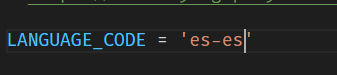 LANGUAGE_CODE = 'es-es'